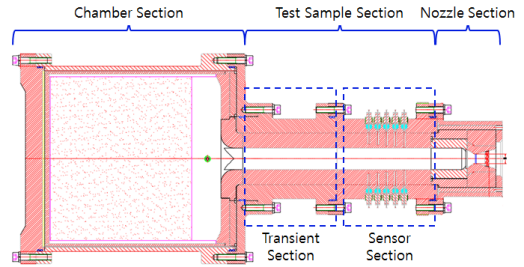 Chamber Section
Test Sample Section
Nozzle Section
Transient
Section
Sensor
Section